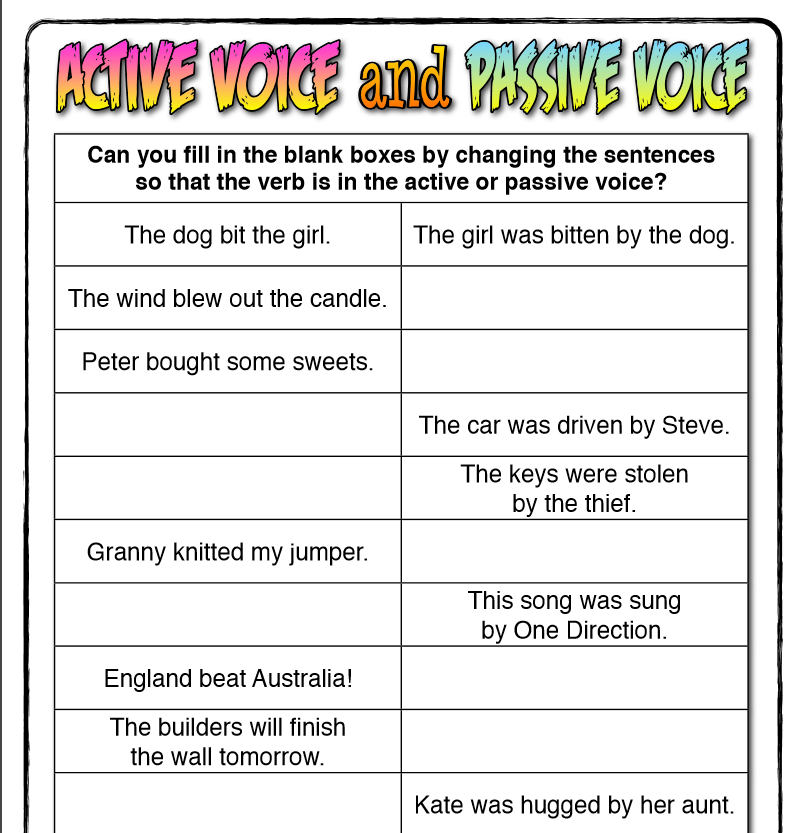 ACTIVE VOICE and PASSIVE VOICE
Can you fill in the blank boxes by changing the sentences
so that the verb is in the active or passive voice?
The dog bit the girl.
The girl was bitten by the dog.
The wind blew out the candle.
Peter bought some sweets.
The car was driven by Steve.
The keys were stolen
by the thief.
Granny knitted my jumper.
This song was sung
by One Direction.
England beat Australia!
The builders will finish
the wall tomorrow.
Kate was hugged by her aunt.